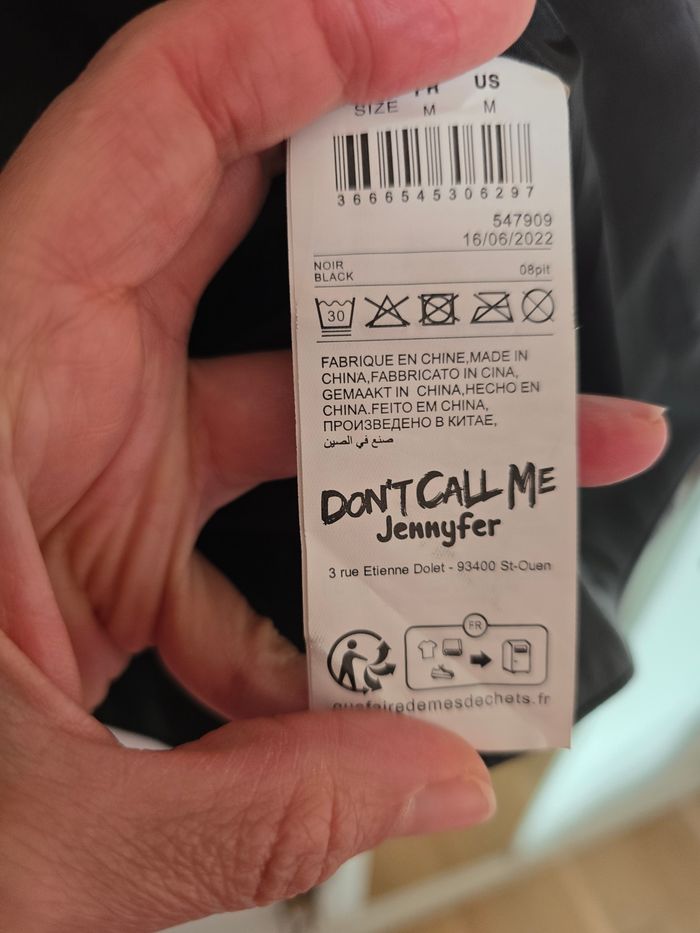 FR US
SIZE M M
3666545306297
547909
16/06/2022
NOIR
BLACK 08pit
30
FABRIQUE EN CHINE,MADE IN
CHINA,FABBRICATO IN CINA,
GEMAAKT IN CHINA,HECHO EN
CHINA.FEITO EM CHINA,
ПРОИЗВЕДЕНО В КИТАЕ,
صنع في الصين
DON'T CALL ME
Jennyfer
3 rue Etienne Dolet - 93400 St-Ouen
FR
quefairedemesdechets.fr